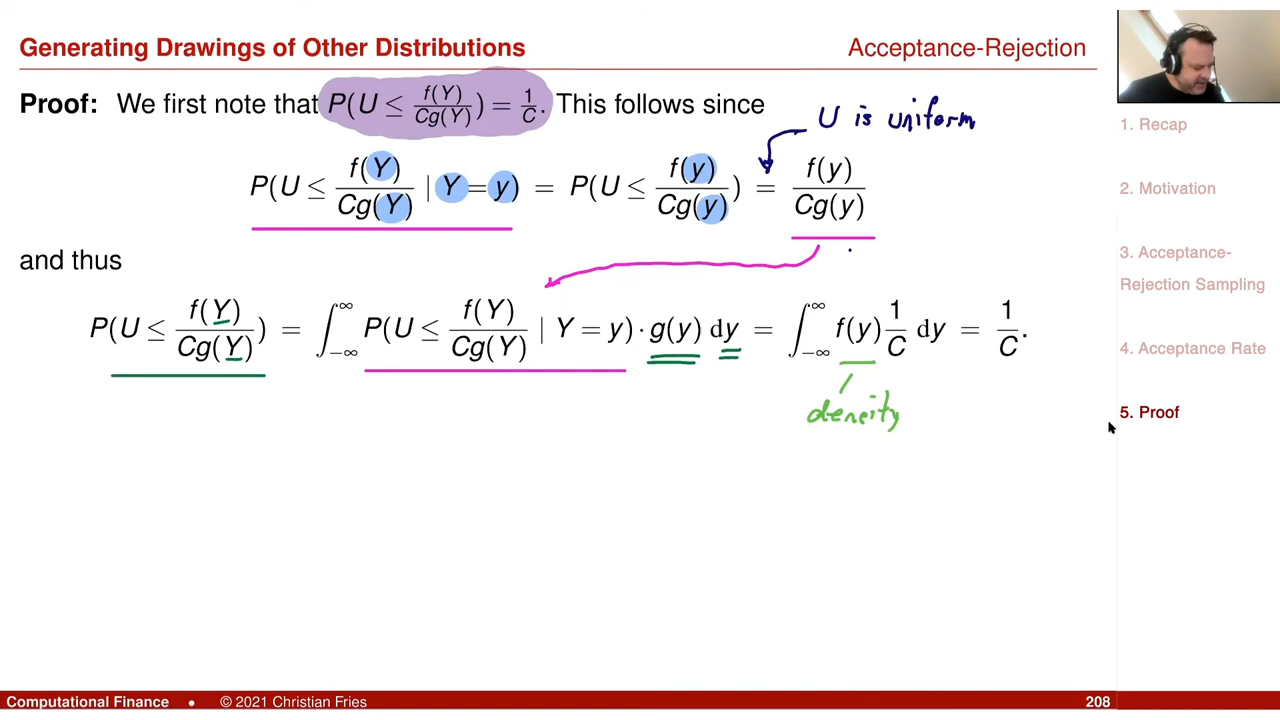 Generating Drawings of Other Distributions
Acceptance-Rejection
Proof: We first note that P(U ≤ f(Y)/Cg(Y)) = 1/C. This follows since
U is uniform
P(U ≤ f(Y)/Cg(Y) | Y = y) = P(U ≤ f(y)/Cg(y)) = f(y)/Cg(y)
and thus
P(U ≤ f(Y)/Cg(Y)) = ∫_{−∞}^{∞} P(U ≤ f(Y)/Cg(Y) | Y = y) · g(y) dy = ∫_{−∞}^{∞} f(y) 1/C dy = 1/C.
density
1. Recap
2. Motivation
3. Acceptance-
Rejection Sampling
4. Acceptance Rate
5. Proof
Computational Finance • © 2021 Christian Fries
208